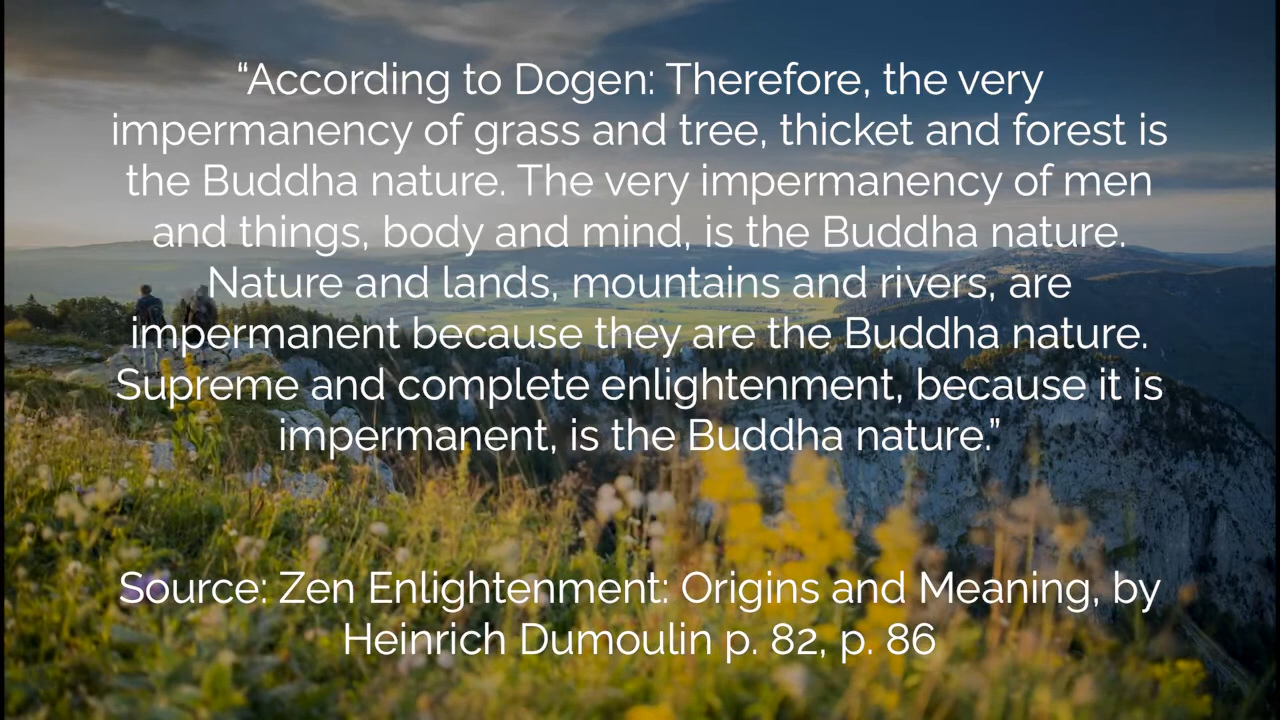 “According to Dogen: Therefore, the very
impermanency of grass and tree, thicket and forest is
the Buddha nature. The very impermanency of men
and things, body and mind, is the Buddha nature.
Nature and lands, mountains and rivers, are
impermanent because they are the Buddha nature.
Supreme and complete enlightenment, because it is
impermanent, is the Buddha nature.”
Source: Zen Enlightenment: Origins and Meaning, by
Heinrich Dumoulin p. 82, p. 86